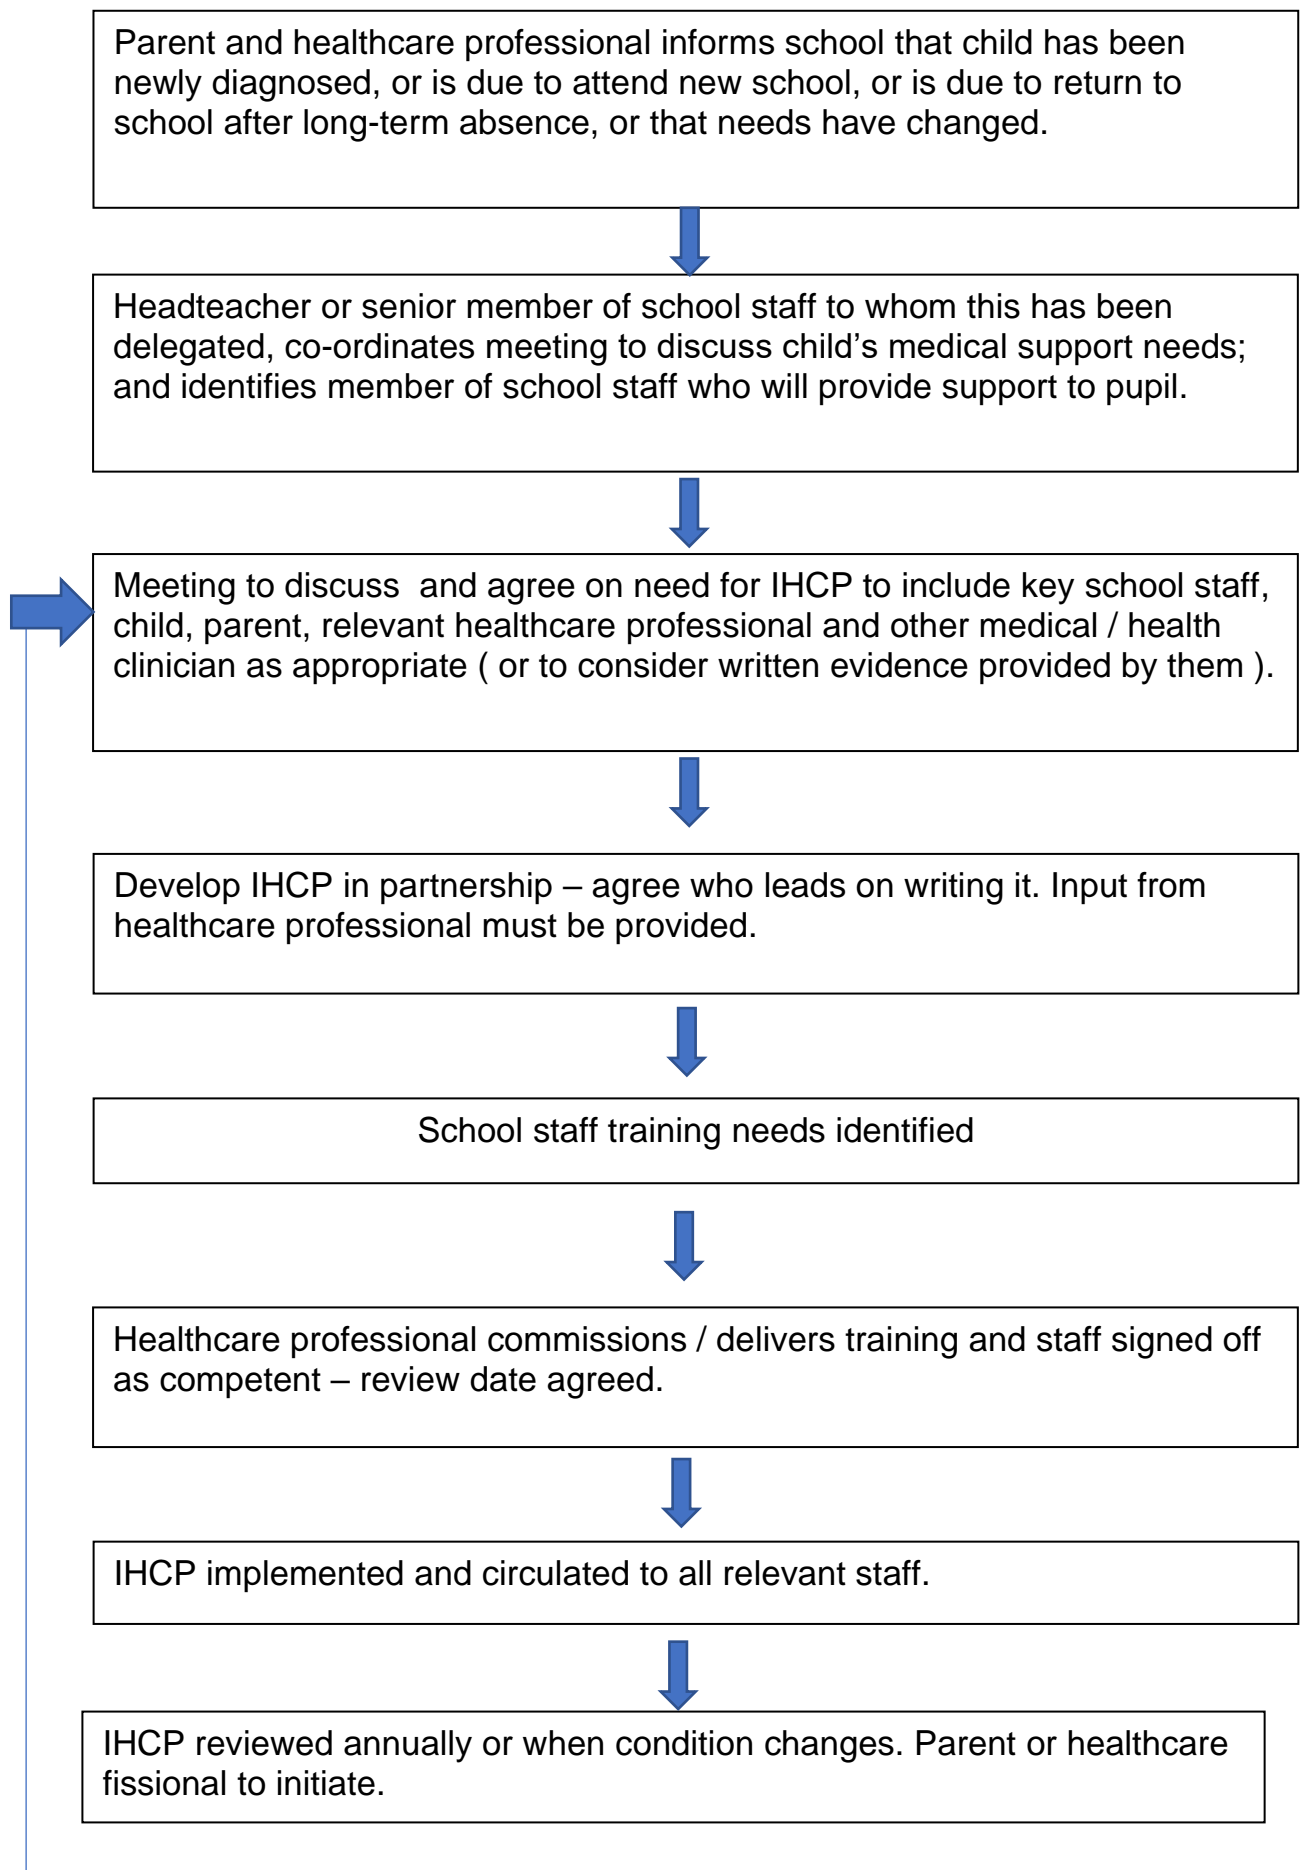 Parent and healthcare professional informs school that child has been
newly diagnosed, or is due to attend new school, or is due to return to
school after long-term absence, or that needs have changed.
Headteacher or senior member of school staff to whom this has been
delegated, co-ordinates meeting to discuss child’s medical support needs;
and identifies member of school staff who will provide support to pupil.
Meeting to discuss  and agree on need for IHCP to include key school staff,
child, parent, relevant healthcare professional and other medical / health
clinician as appropriate ( or to consider written evidence provided by them ).
Develop IHCP in partnership – agree who leads on writing it. Input from
healthcare professional must be provided.
School staff training needs identified
Healthcare professional commissions / delivers training and staff signed off
as competent – review date agreed.
IHCP implemented and circulated to all relevant staff.
IHCP reviewed annually or when condition changes. Parent or healthcare
fissional to initiate.